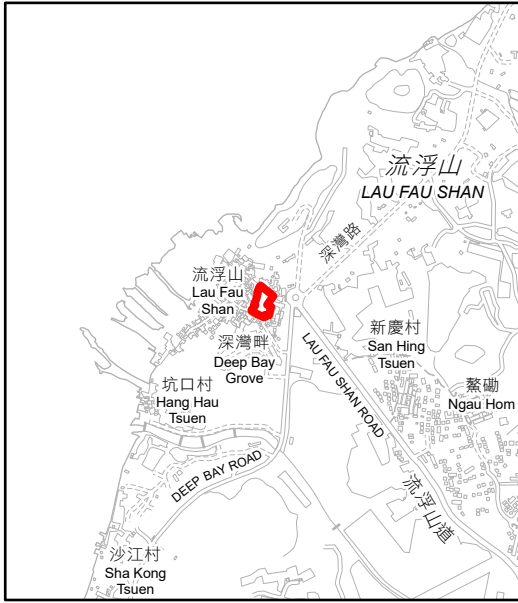 流浮山
LAU FAU SHAN
深灣路
流浮山
Lau Fau
Shan
深灣畔
Deep Bay
Grove
新慶村
San Hing
Tsuen
鰲磡
Ngau Hom
坑口村
Hang Hau
Tsuen
LAU FAU SHAN ROAD
流浮山道
DEEP BAY ROAD
沙江村
Sha Kong
Tsuen